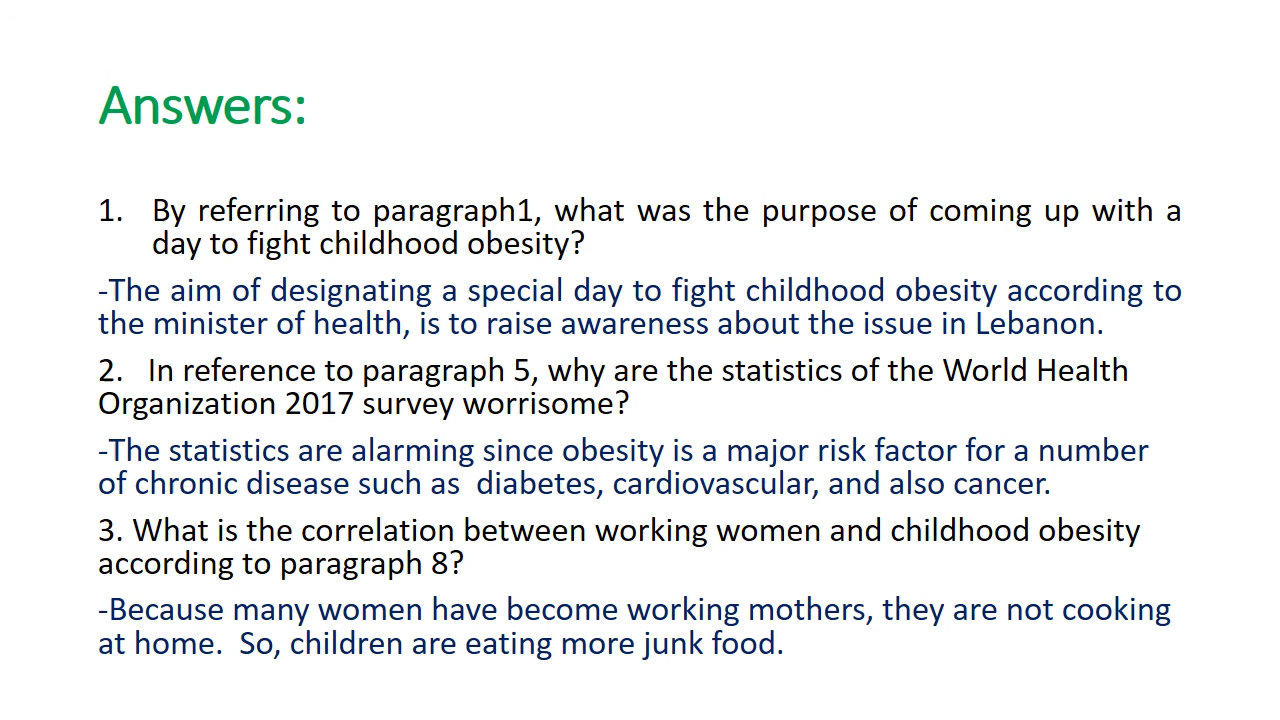 Answers:
1. By referring to paragraph1, what was the purpose of coming up with a
day to fight childhood obesity?
-The aim of designating a special day to fight childhood obesity according to
the minister of health, is to raise awareness about the issue in Lebanon.
2. In reference to paragraph 5, why are the statistics of the World Health
Organization 2017 survey worrisome?
-The statistics are alarming since obesity is a major risk factor for a number
of chronic disease such as  diabetes, cardiovascular, and also cancer.
3. What is the correlation between working women and childhood obesity
according to paragraph 8?
-Because many women have become working mothers, they are not cooking
at home.  So, children are eating more junk food.